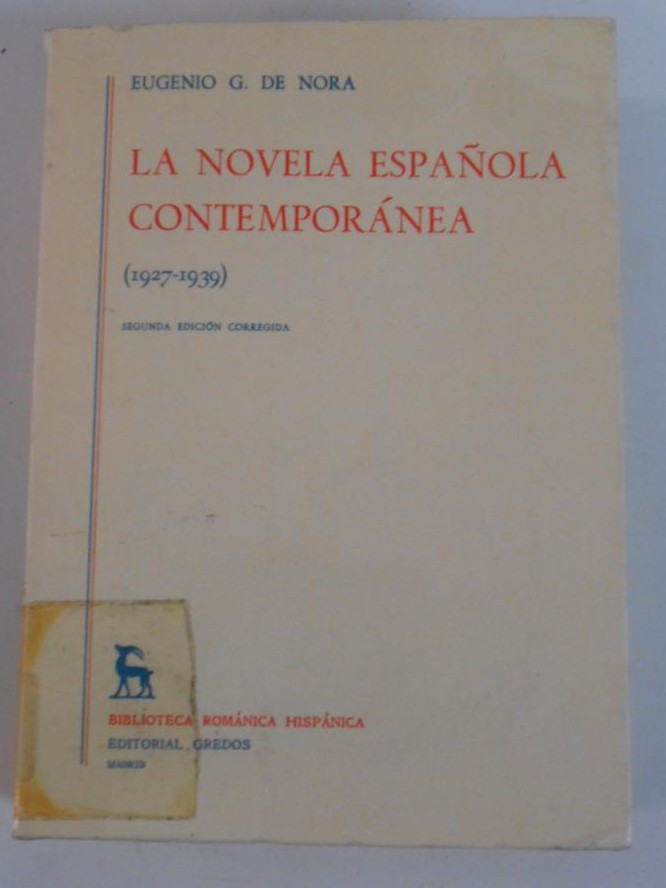 EUGENIO G. DE NORA
LA NOVELA ESPAÑOLA
CONTEMPORÁNEA
(1927-1939)
SEGUNDA EDICIÓN CORREGIDA
BIBLIOTECA ROMÁNICA HISPÁNICA
EDITORIAL GREDOS
MADRID